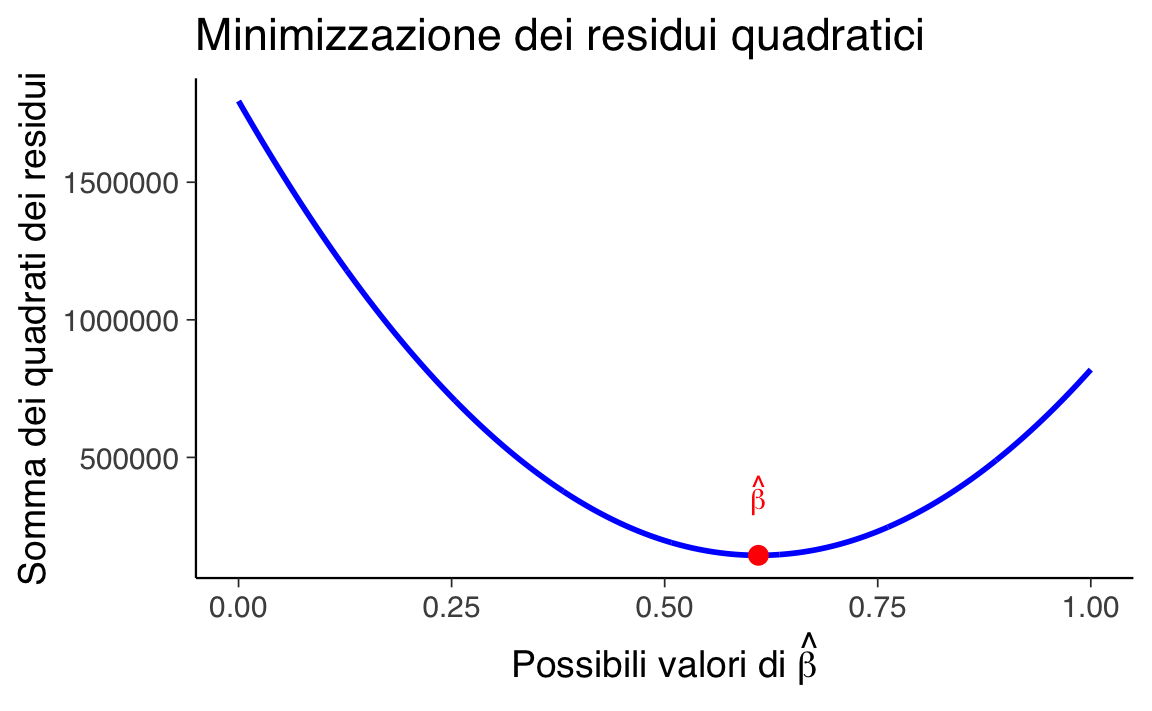 Minimizzazione dei residui quadratici
Somma dei quadrati dei residui
1500000
1000000
500000
β̂
0.00 0.25 0.50 0.75 1.00
Possibili valori di β̂